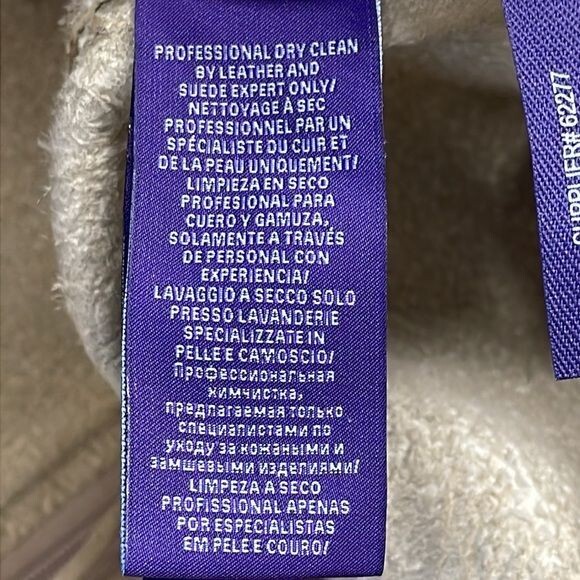 PROFESSIONAL DRY CLEAN
BY LEATHER AND
SUEDE EXPERT ONLY/
NETTOYAGE À SEC
PROFESSIONNEL PAR UN
SPÉCIALISTE DU CUIR ET
DE LA PEAU UNIQUEMENT/
LIMPIEZA EN SECO
PROFESIONAL PARA
CUERO Y GAMUZA,
SOLAMENTE A TRAVÉS
DE PERSONAL CON
EXPERIENCIA/
LAVAGGIO A SECCO SOLO
PRESSO LAVANDERIE
SPECIALIZZATE IN
PELLE E CAMOSCIO/
Профессиональная
химчистка,
предлагаемая только
специалистами по
уходу за кожаными и
замшевыми изделиями/
LIMPEZA A SECO
PROFISSIONAL APENAS
POR ESPECIALISTAS
EM PELE E COURO/
SUPPLIER# 62277